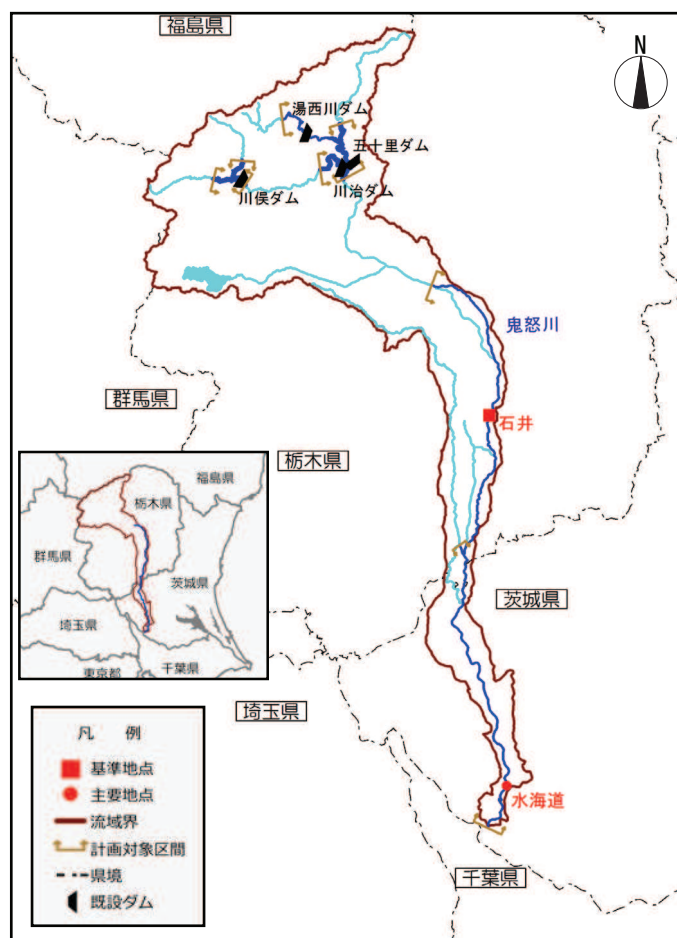 福島県
N
湯西川ダム
五十里ダム
川俣ダム
川治ダム
鬼怒川
群馬県
石井
栃木県
福島県
栃木県
群馬県
茨城県
埼玉県
東京都
千葉県
茨城県
埼玉県
凡 例
基準地点
主要地点
流域界
計画対象区間
県境
既設ダム
水海道
千葉県